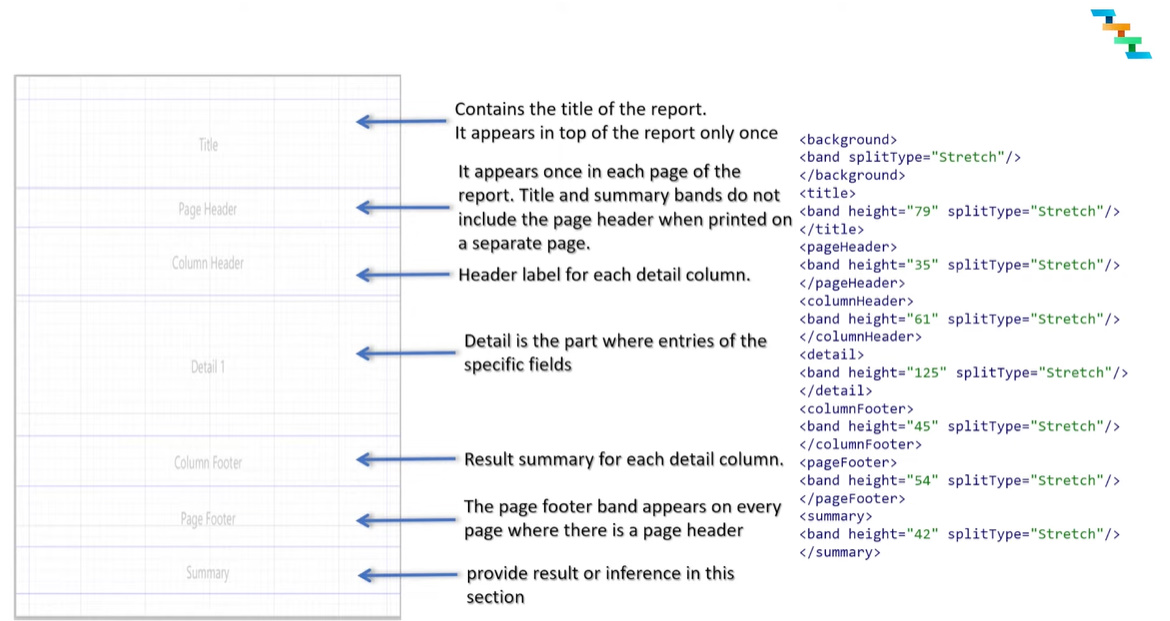 Title
Page Header
Column Header
Detail 1
Column Footer
Page Footer
Summary
Contains the title of the report.
It appears in top of the report only once
It appears once in each page of the
report. Title and summary bands do not
include the page header when printed on
a separate page.
Header label for each detail column.
Detail is the part where entries of the
specific fields
Result summary for each detail column.
The page footer band appears on every
page where there is a page header
provide result or inference in this
section
<background>
<band splitType="Stretch"/>
</background>
<title>
<band height="79" splitType="Stretch"/>
</title>
<pageHeader>
<band height="35" splitType="Stretch"/>
</pageHeader>
<columnHeader>
<band height="61" splitType="Stretch"/>
</columnHeader>
<detail>
<band height="125" splitType="Stretch"/>
</detail>
<columnFooter>
<band height="45" splitType="Stretch"/>
</columnFooter>
<pageFooter>
<band height="54" splitType="Stretch"/>
</pageFooter>
<summary>
<band height="42" splitType="Stretch"/>
</summary>